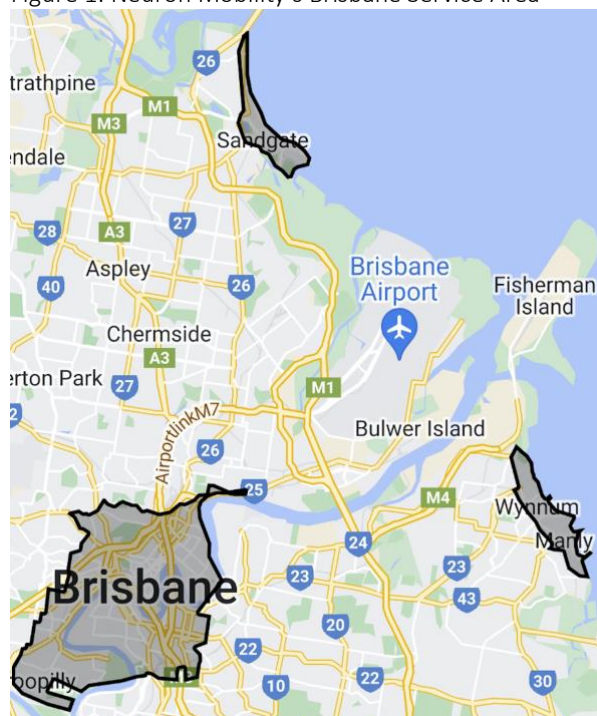 Figure 1: Neuron Mobility's Brisbane Service Area
26
trathpine
M1
M3
Sandgate
endale
28
A3
27
Aspley
Brisbane
Airport
Fisherman
Island
40
26
Chermside
A3
erton Park
27
M1
2
AirportlinkM7
Bulwer Island
26
25
M4
Wynnum
24
Manly
Brisbane
23
23
43
20
22
oopilly
10
22
30